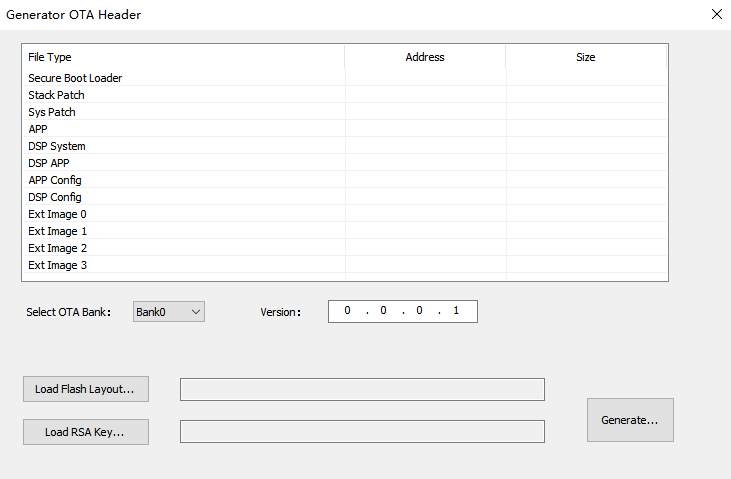 Generator OTA Header
File Type Address Size
Secure Boot Loader
Stack Patch
Sys Patch
APP
DSP System
DSP APP
APP Config
DSP Config
Ext Image 0
Ext Image 1
Ext Image 2
Ext Image 3
Select OTA Bank: Bank0 Version: 0 . 0 . 0 . 1
Load Flash Layout...
Load RSA Key...
Generate...